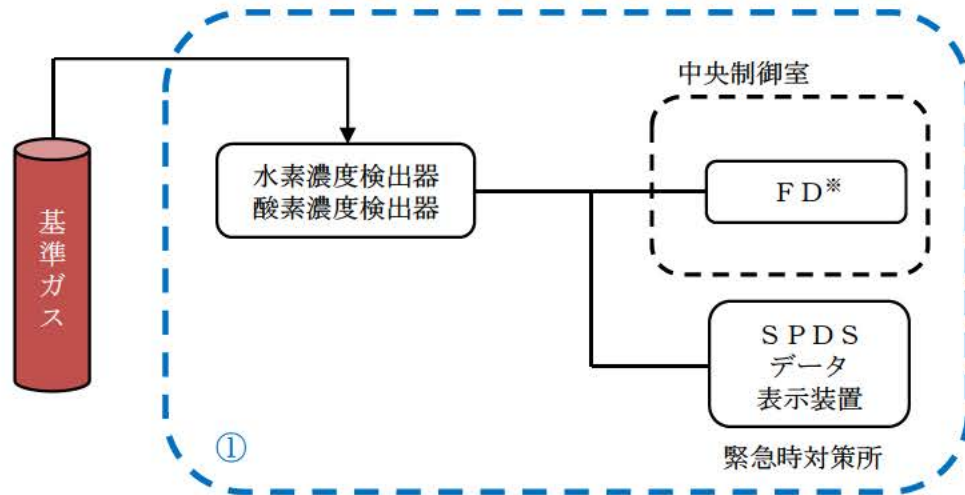 中央制御室
水素濃度検出器
酸素濃度検出器
ＦＤ※
基準ガス
ＳＰＤＳ
データ
表示装置
緊急時対策所
①